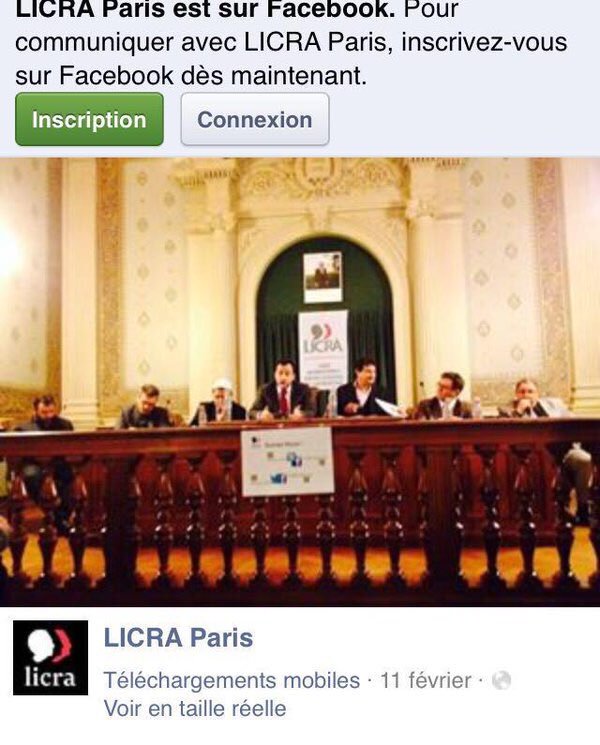 LICRA Paris est sur Facebook. Pour
communiquer avec LICRA Paris, inscrivez-vous
sur Facebook dès maintenant.
Inscription
Connexion
LICRA
licra
LICRA Paris
Téléchargements mobiles · 11 février ·
Voir en taille réelle